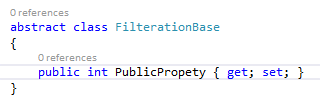 0 references
abstract class FilterationBase
{
0 references
public int PublicPropety { get; set; }
}